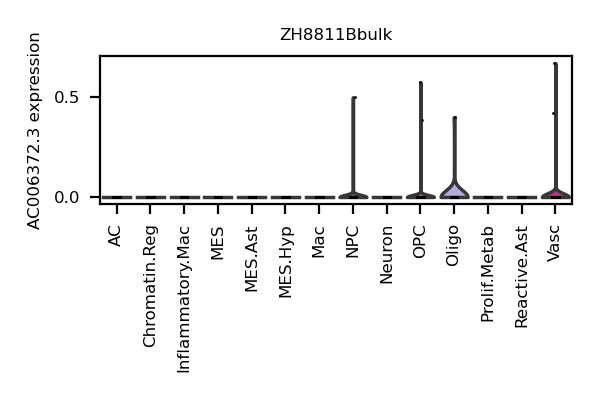 ZH8811Bbulk
AC006372.3 expression
0.5
0.0
AC
Chromatin.Reg
Inflammatory.Mac
MES
MES.Ast
MES.Hyp
Mac
NPC
Neuron
OPC
Oligo
Prolif.Metab
Reactive.Ast
Vasc